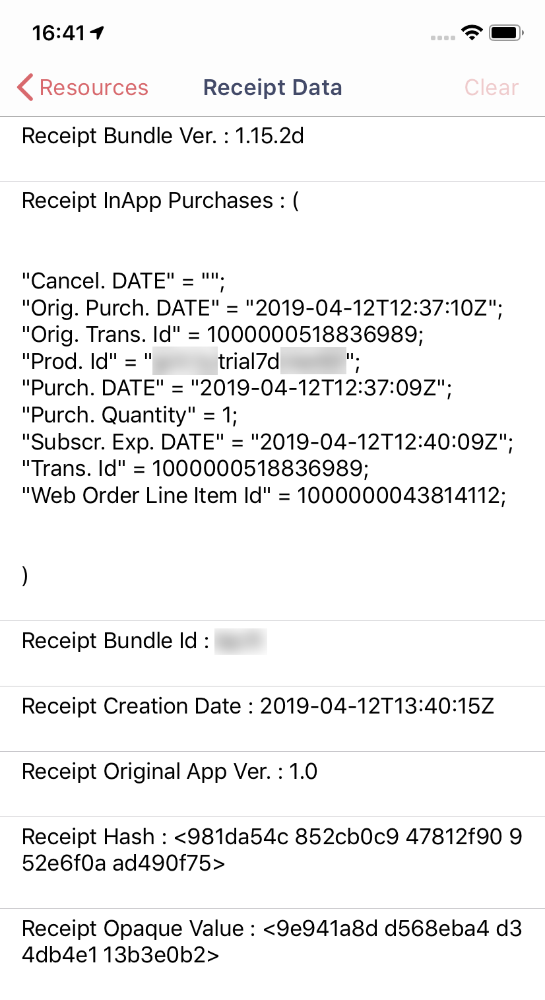 16:41
Resources Receipt Data Clear
Receipt Bundle Ver. : 1.15.2d
Receipt InApp Purchases : (
"Cancel. DATE" = "";
"Orig. Purch. DATE" = "2019-04-12T12:37:10Z";
"Orig. Trans. Id" = 1000000518836989;
"Prod. Id" = "trial7d";
"Purch. DATE" = "2019-04-12T12:37:09Z";
"Purch. Quantity" = 1;
"Subscr. Exp. DATE" = "2019-04-12T12:40:09Z";
"Trans. Id" = 1000000518836989;
"Web Order Line Item Id" = 1000000043814112;
)
Receipt Bundle Id :
Receipt Creation Date : 2019-04-12T13:40:15Z
Receipt Original App Ver. : 1.0
Receipt Hash : <981da54c 852cb0c9 47812f90 9
52e6f0a ad490f75>
Receipt Opaque Value : <9e941a8d d568eba4 d3
4db4e1 13b3e0b2>